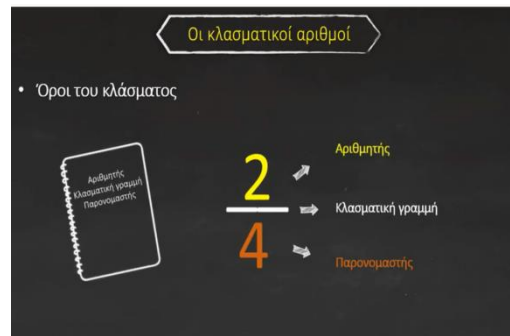 Οι κλασματικοί αριθμοί
• Όροι του κλάσματος
Αριθμητής
Κλασματική γραμμή
Παρονομαστής
2
4
Αριθμητής
Κλασματική γραμμή
Παρονομαστής